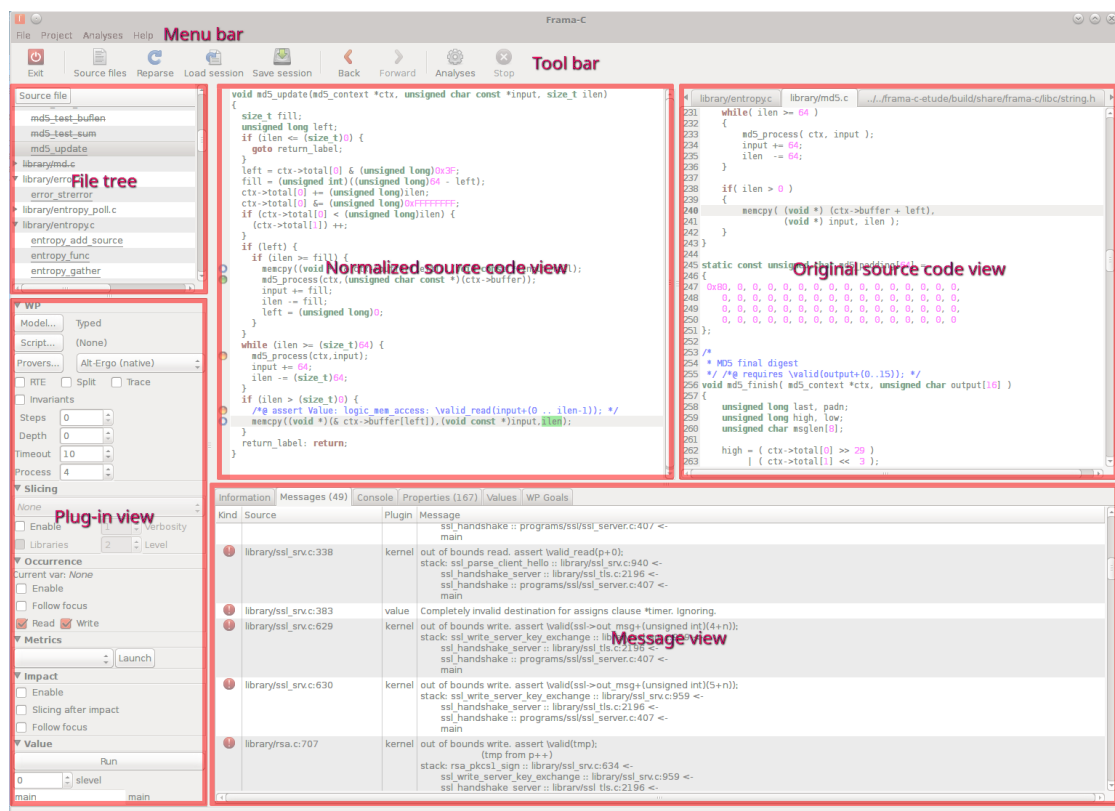 Frama-C
File Project Analyses Help Menu bar
Exit Source files Reparse Load session Save session Back Forward Analyses Stop Tool bar
Source file
md5_test_buflen
md5_test_sum
md5_update
library/md.c
library/error.c
File tree
error_strerror
library/entropy_poll.c
library/entropy.c
entropy_add_source
entropy_func
entropy_gather
void md5_update(md5_context *ctx, unsigned char const *input, size_t ilen)
{
size_t fill;
unsigned long left;
if (ilen <= (size_t)0) {
goto return_label;
}
left = ctx->total[0] & (unsigned long)0x3F;
fill = (unsigned int)((unsigned long)64 - left);
ctx->total[0] += (unsigned long)ilen;
ctx->total[0] &= (unsigned long)0xFFFFFFFF;
if (ctx->total[0] < (unsigned long)ilen) {
(ctx->total[1]) ++;
}
if (left) {
if (ilen >= fill) {
Normalized source code view
memcpy((void
md5_process(ctx,(unsigned char const *)(ctx->buffer));
input += fill;
ilen -= fill;
left = (unsigned long)0;
}
}
while (ilen >= (size_t)64) {
md5_process(ctx,input);
input += 64;
ilen -= (size_t)64;
}
if (ilen > (size_t)0) {
/*@ assert Value: logic_mem_access: \valid_read(input+(0 .. ilen-1)); */
memcpy((void *)(& ctx->buffer[left]),(void const *)input,ilen);
}
return_label: return;
}
library/entropy.c library/md5.c ../../frama-c-etude/build/share/frama-c/libc/string.h
231 while( ilen >= 64 )
232 {
233 md5_process( ctx, input );
234 input += 64;
235 ilen -= 64;
236 }
237
238 if( ilen > 0 )
239 {
240 memcpy( (void *) (ctx->buffer + left),
241 (void *) input, ilen );
242 }
243 }
244
245 static const unsigned char md5_padding[64] =
Original source code view
246 {
247 0x80, 0, 0, 0, 0, 0, 0, 0, 0, 0, 0, 0, 0, 0, 0, 0,
248 0, 0, 0, 0, 0, 0, 0, 0, 0, 0, 0, 0, 0, 0, 0, 0,
249 0, 0, 0, 0, 0, 0, 0, 0, 0, 0, 0, 0, 0, 0, 0, 0,
250 0, 0, 0, 0, 0, 0, 0, 0, 0, 0, 0, 0, 0, 0, 0, 0
251 };
252
253 /*
254 * MD5 final digest
255 */ /*@ requires \valid(output+(0..15)); */
256 void md5_finish( md5_context *ctx, unsigned char output[16] )
257 {
258 unsigned long last, padn;
259 unsigned long high, low;
260 unsigned char msglen[8];
261
262 high = ( ctx->total[0] >> 29 )
263 | ( ctx->total[1] << 3 );
WP
Model... Typed
Script... (None)
Provers... Alt-Ergo (native)
RTE Split Trace
Invariants
Steps 0
Depth 0
Timeout 10
Process 4
Slicing
None
Plug-in view
Enable 1 Verbosity
Libraries 2 Level
Occurrence
Current var: None
Enable
Follow focus
Read Write
Metrics
Launch
Impact
Enable
Slicing after impact
Follow focus
Value
Run
0 slevel
main main
Information Messages (49) Console Properties (167) Values WP Goals
Kind Source Plugin Message
ssl_handshake :: programs/ssl/ssl_server.c:407 <-
main
library/ssl_srv.c:338 kernel out of bounds read. assert \valid_read(p+0);
stack: ssl_parse_client_hello :: library/ssl_srv.c:940 <-
ssl_handshake_server :: library/ssl_tls.c:2196 <-
ssl_handshake :: programs/ssl/ssl_server.c:407 <-
main
library/ssl_srv.c:383 value Completely invalid destination for assigns clause *timer. Ignoring.
library/ssl_srv.c:629 kernel out of bounds write. assert \valid(ssl->out_msg+(unsigned int)(4+n));
stack: ssl_write_server_key_exchange :: library/ssl_srv.c:959 <-
Message view
ssl_handshake_server :: library/ssl_tls.c:2196 <-
ssl_handshake :: programs/ssl/ssl_server.c:407 <-
main
library/ssl_srv.c:630 kernel out of bounds write. assert \valid(ssl->out_msg+(unsigned int)(5+n));
stack: ssl_write_server_key_exchange :: library/ssl_srv.c:959 <-
ssl_handshake_server :: library/ssl_tls.c:2196 <-
ssl_handshake :: programs/ssl/ssl_server.c:407 <-
main
library/rsa.c:707 kernel out of bounds write. assert \valid(tmp);
(tmp from p++)
stack: rsa_pkcs1_sign :: library/ssl_srv.c:634 <-
ssl_write_server_key_exchange :: library/ssl_srv.c:959 <-
ssl_handshake_server :: library/ssl_tls.c:2196 <-